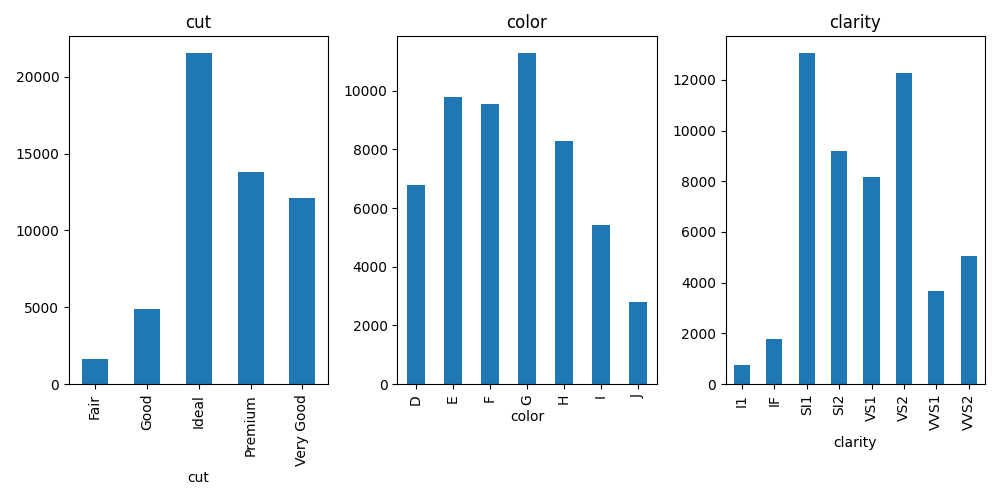 cut
20000
15000
10000
5000
0
Fair
Good
Ideal
Premium
Very Good
cut
color
10000
8000
6000
4000
2000
0
D
E
F
G
H
I
J
color
clarity
12000
10000
8000
6000
4000
2000
0
I1
IF
SI1
SI2
VS1
VS2
VVS1
VVS2
clarity